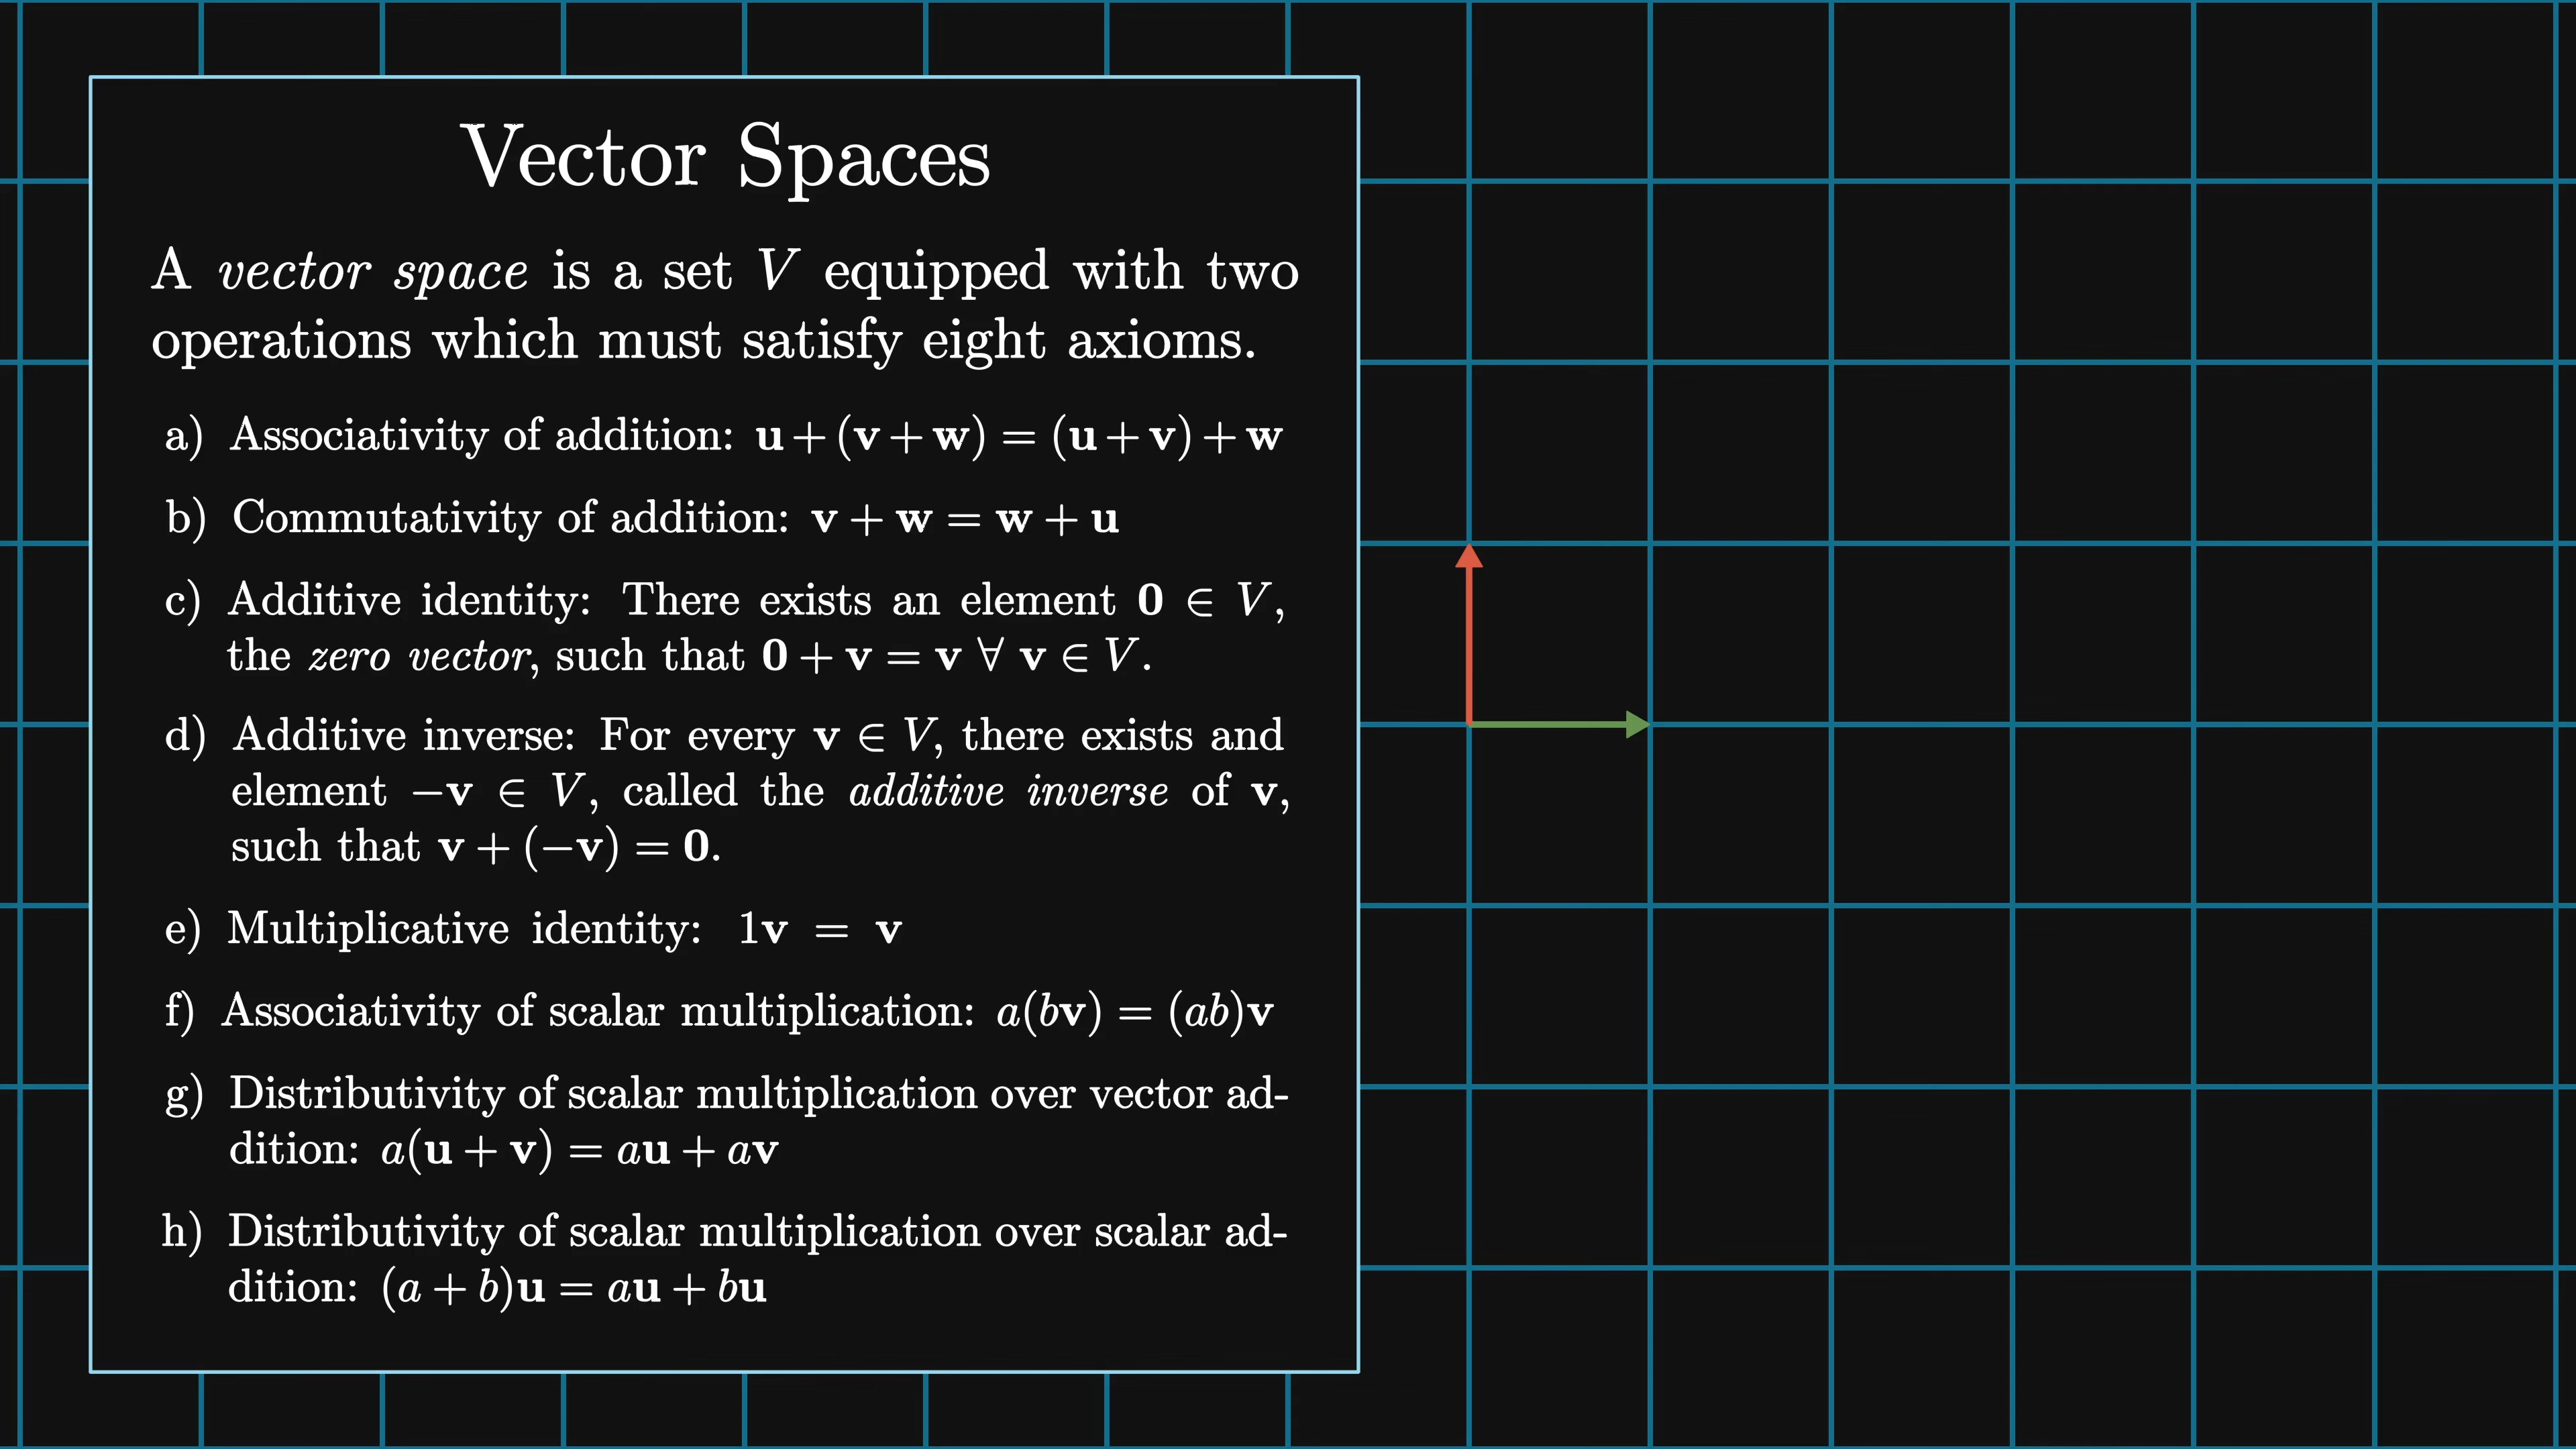 Vector Spaces
A vector space is a set V equipped with two
operations which must satisfy eight axioms.
a) Associativity of addition: u + (v + w) = (u + v) + w
b) Commutativity of addition: v + w = w + u
c) Additive identity: There exists an element 0 ∈ V,
the zero vector, such that 0 + v = v ∀ v ∈ V.
d) Additive inverse: For every v ∈ V, there exists and
element −v ∈ V, called the additive inverse of v,
such that v + (−v) = 0.
e) Multiplicative identity: 1v = v
f) Associativity of scalar multiplication: a(bv) = (ab)v
g) Distributivity of scalar multiplication over vector ad-
dition: a(u + v) = au + av
h) Distributivity of scalar multiplication over scalar ad-
dition: (a + b)u = au + bu